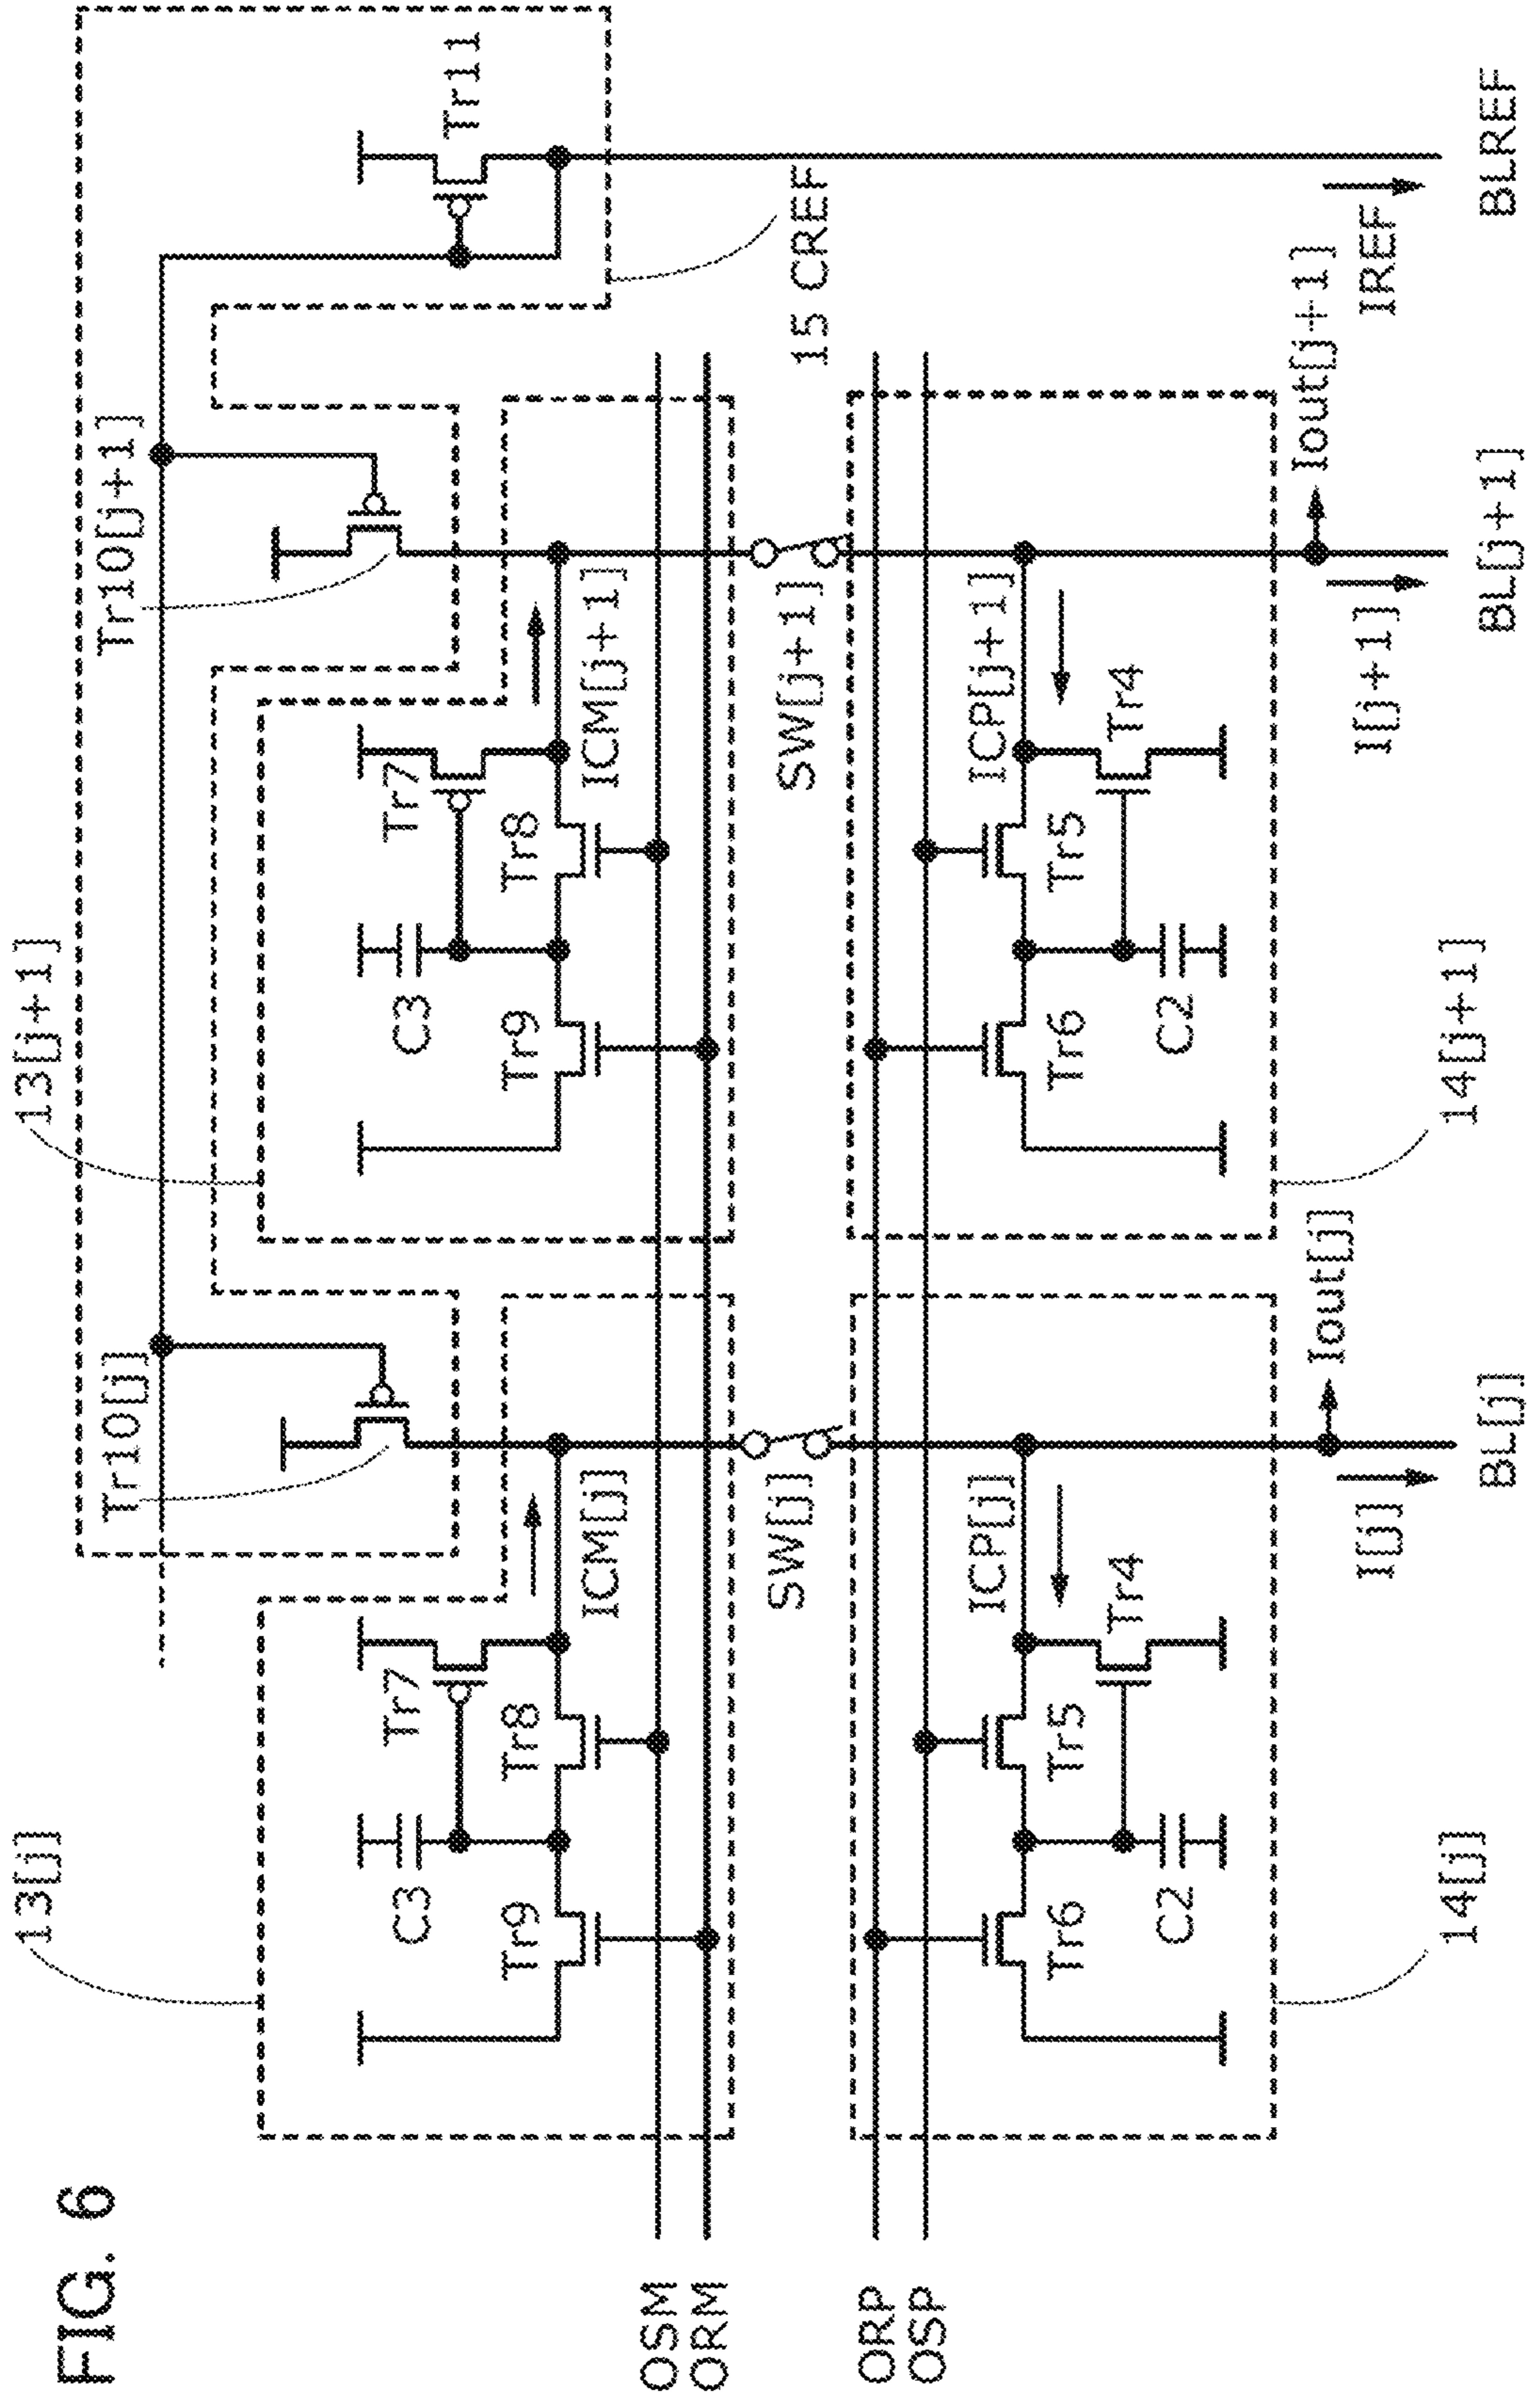 FIG. 6
13[j]
13[j+1]
Tr10[j]
Tr10[j+1]
Tr11
C3
Tr7
C3
Tr7
Tr9
Tr8
Tr9
Tr8
ICM[j]
ICM[j+1]
OSM
ORM
SW[j]
SW[j+1]
15 CREF
ORP
OSP
ICP[j]
ICP[j+1]
Tr6
Tr5
Tr4
Tr6
Tr5
Tr4
C2
C2
Iout[j]
Iout[j+1]
I[j]
I[j+1]
IREF
14[j]
14[j+1]
BL[j]
BL[j+1]
BLREF